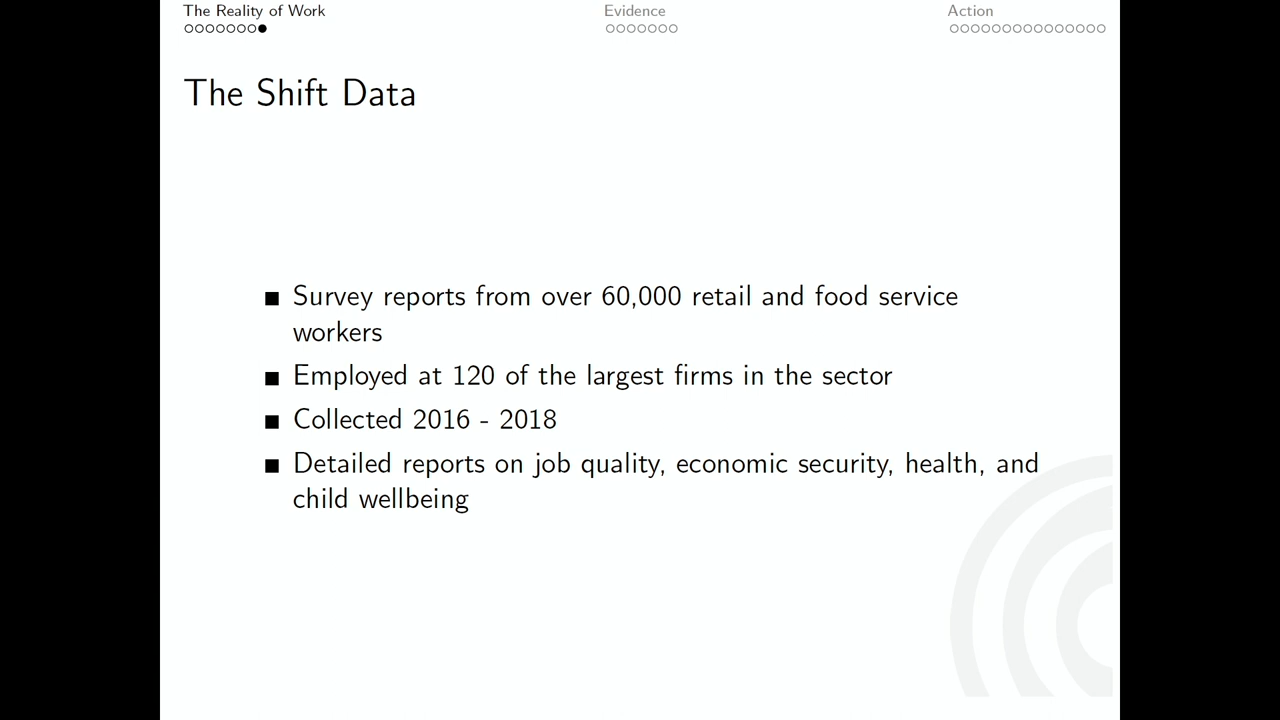 The Reality of Work
Evidence
Action
The Shift Data
Survey reports from over 60,000 retail and food service
workers
Employed at 120 of the largest firms in the sector
Collected 2016 - 2018
Detailed reports on job quality, economic security, health, and
child wellbeing